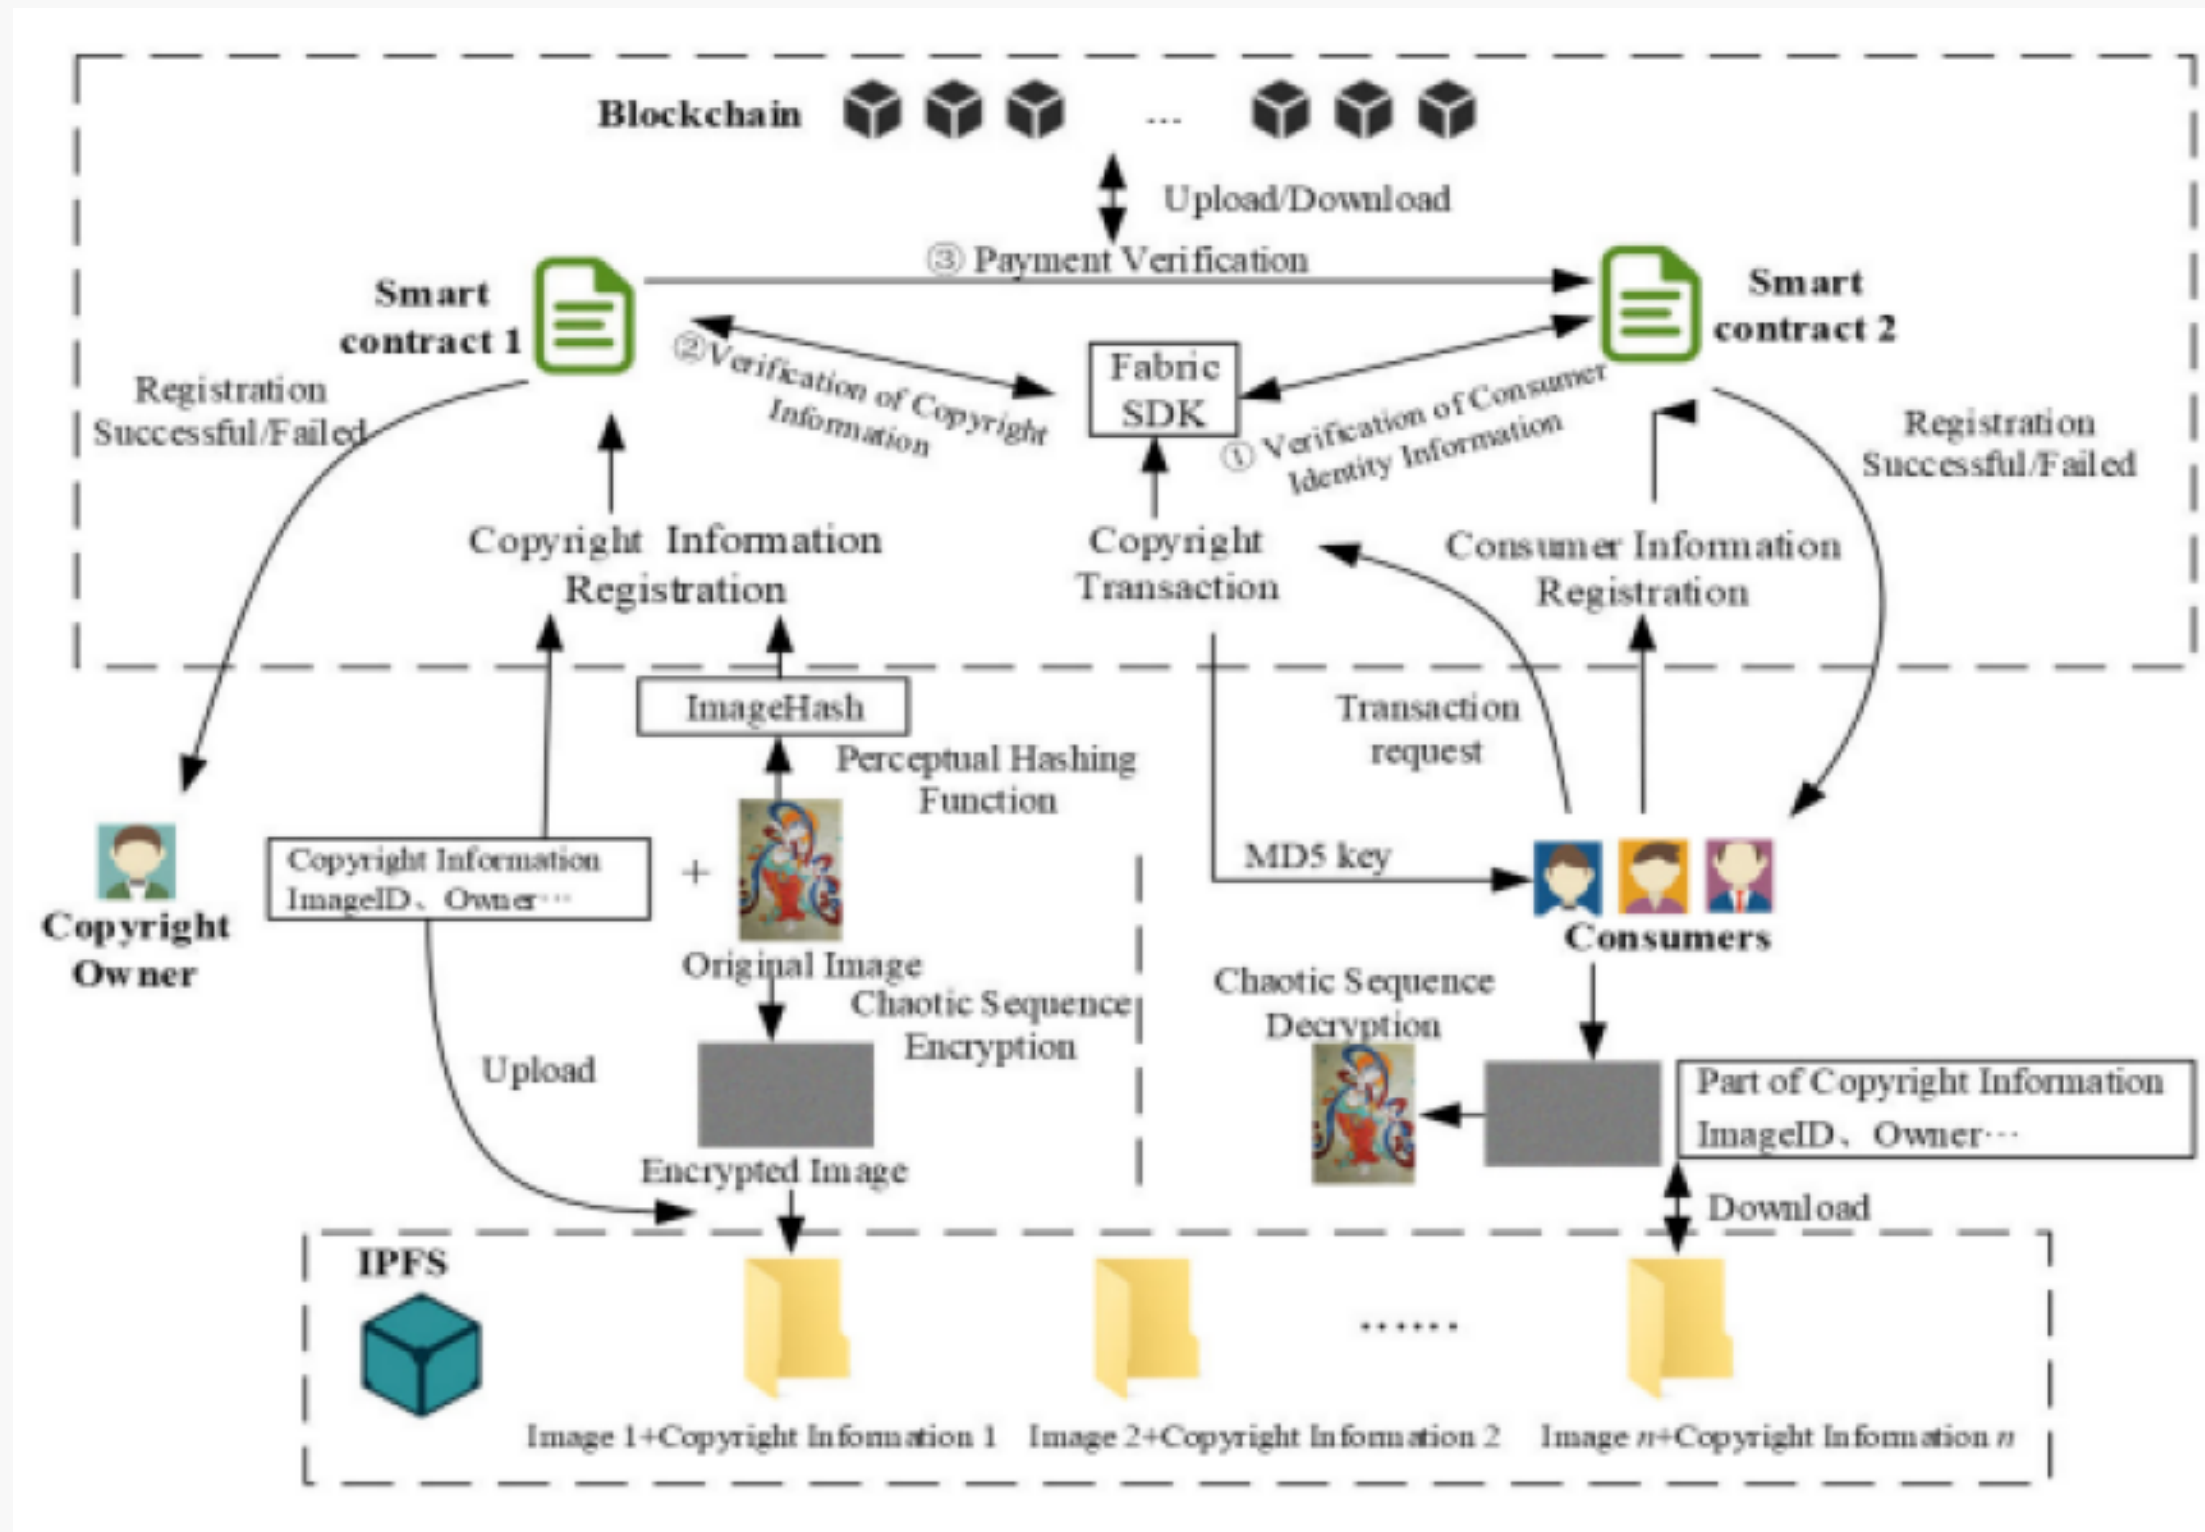 Blockchain
...
Upload/Download
③ Payment Verification
Smart
contract 1
Smart
contract 2
Fabric
SDK
②Verification of Copyright
Information
① Verification of Consumer
Identity Information
Registration
Successful/Failed
Registration
Successful/Failed
Copyright Information
Registration
Copyright
Transaction
Consumer Information
Registration
ImageHash
Perceptual Hashing
Function
Transaction
request
Copyright Information
ImageID、Owner…
+
MD5 key
Copyright
Owner
Consumers
Original Image
Chaotic Sequence
Encryption
Chaotic Sequence
Decryption
Upload
Part of Copyright Information
ImageID、Owner…
Encrypted Image
Download
IPFS
……
Image 1+Copyright Information 1
Image 2+Copyright Information 2
Image n+Copyright Information n